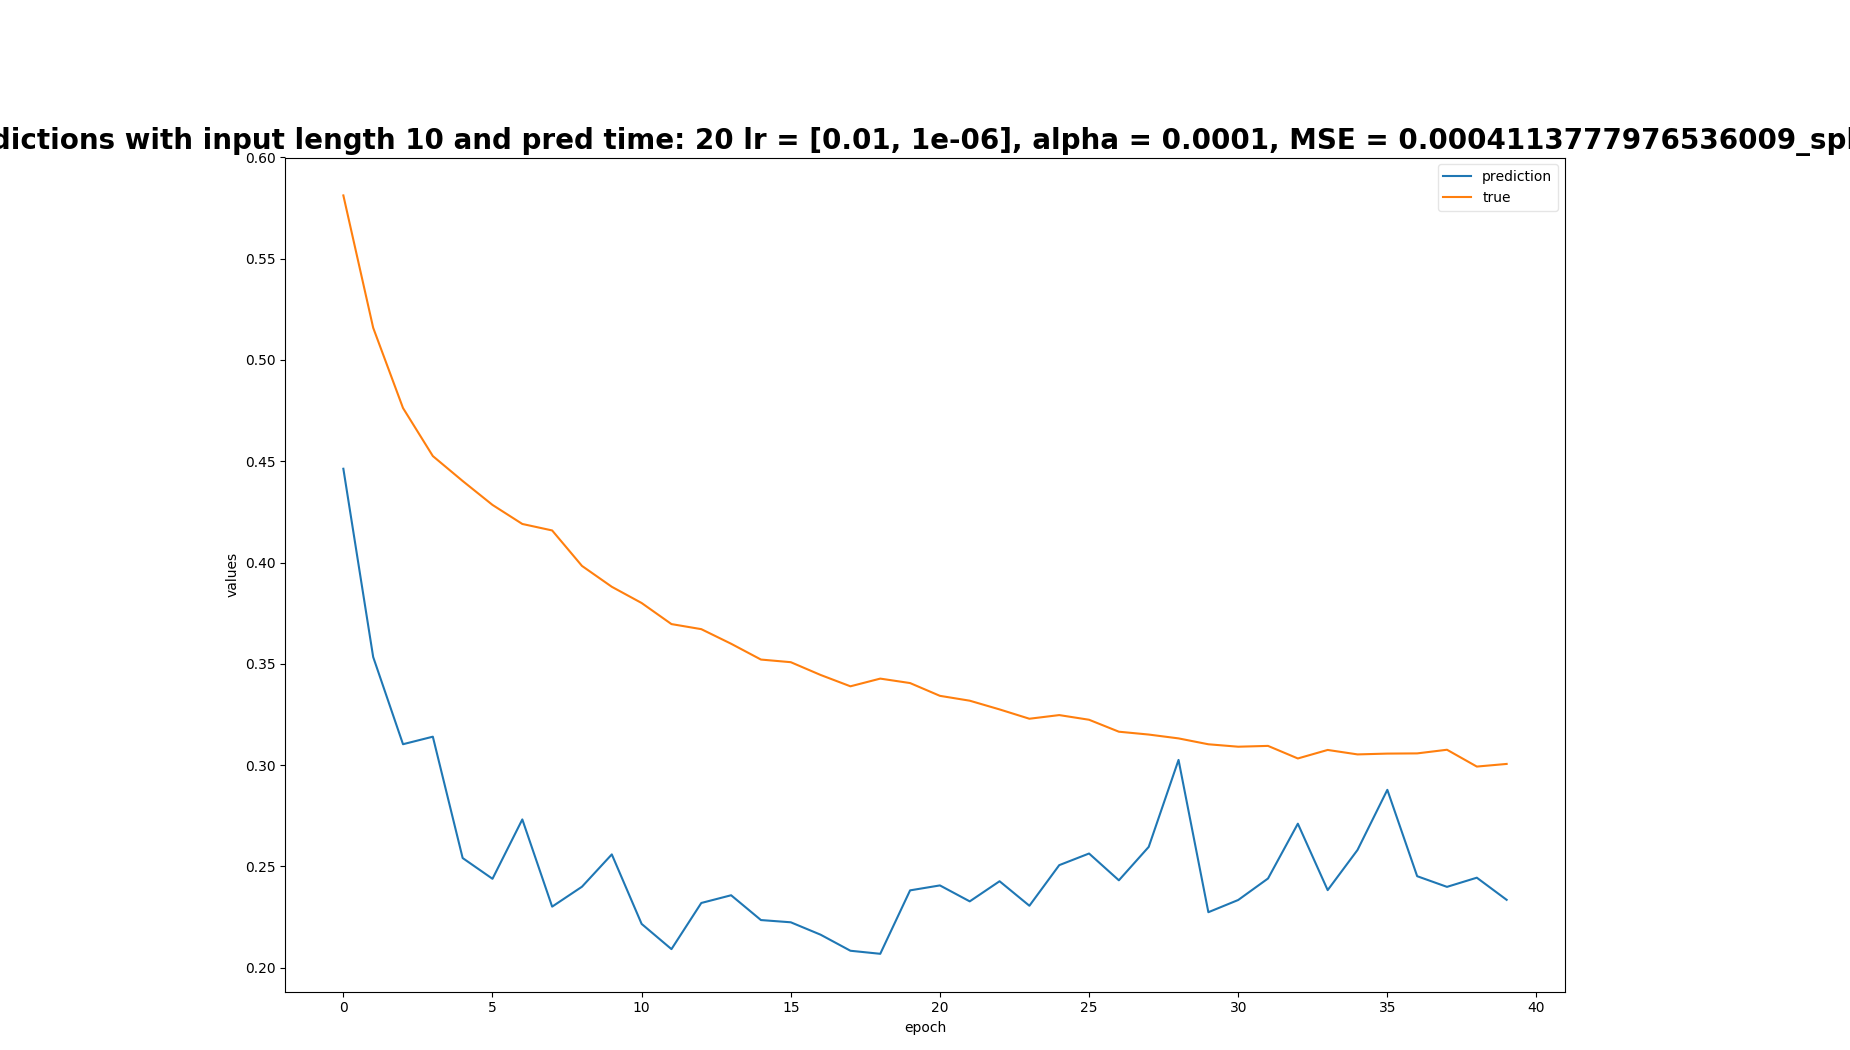 dictions with input length 10 and pred time: 20 lr = [0.01, 1e-06], alpha = 0.0001, MSE = 0.0004113777976536009_spl
0.60
prediction
true
0.55
0.50
0.45
0.40
values
0.35
0.30
0.25
0.20
0 5 10 15 20 25 30 35 40
epoch